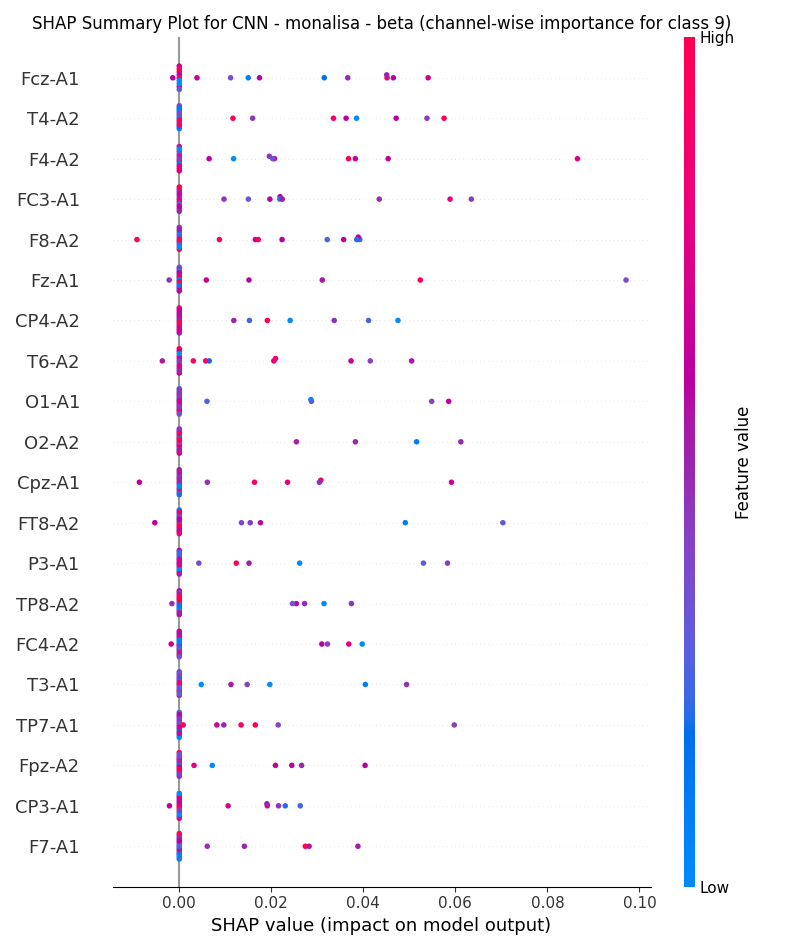 SHAP Summary Plot for CNN - monalisa - beta (channel-wise importance for class 9)
High
Fcz-A1
T4-A2
F4-A2
FC3-A1
F8-A2
Fz-A1
CP4-A2
T6-A2
O1-A1
O2-A2
Cpz-A1
FT8-A2
P3-A1
TP8-A2
FC4-A2
T3-A1
TP7-A1
Fpz-A2
CP3-A1
F7-A1
Feature value
Low
0.00 0.02 0.04 0.06 0.08 0.10
SHAP value (impact on model output)